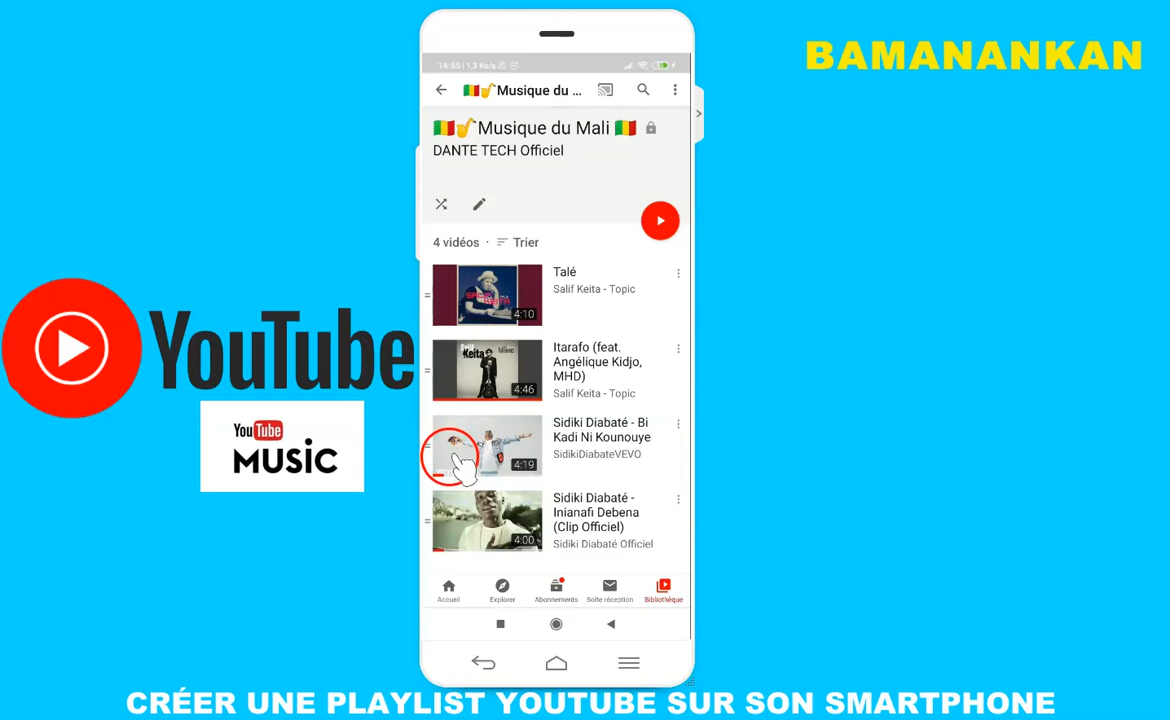 BAMANANKAN
16:55 | 1,3 Ko/s
Musique du ...
Musique du Mali
DANTE TECH Officiel
4 vidéos · Trier
Talé
Salif Keita - Topic
4:10
Itarafo (feat.
Angélique Kidjo,
MHD)
Salif Keita - Topic
4:46
Sidiki Diabaté - Bi
Kadi Ni Kounouye
SidikiDiabateVEVO
4:19
Sidiki Diabaté -
Inianafi Debena
(Clip Officiel)
Sidiki Diabaté Officiel
4:00
Accueil
Explorer
Abonnements
Boîte réception
Bibliothèque
YouTube
YouTube
MUSIC
CRÉER UNE PLAYLIST YOUTUBE SUR SON SMARTPHONE